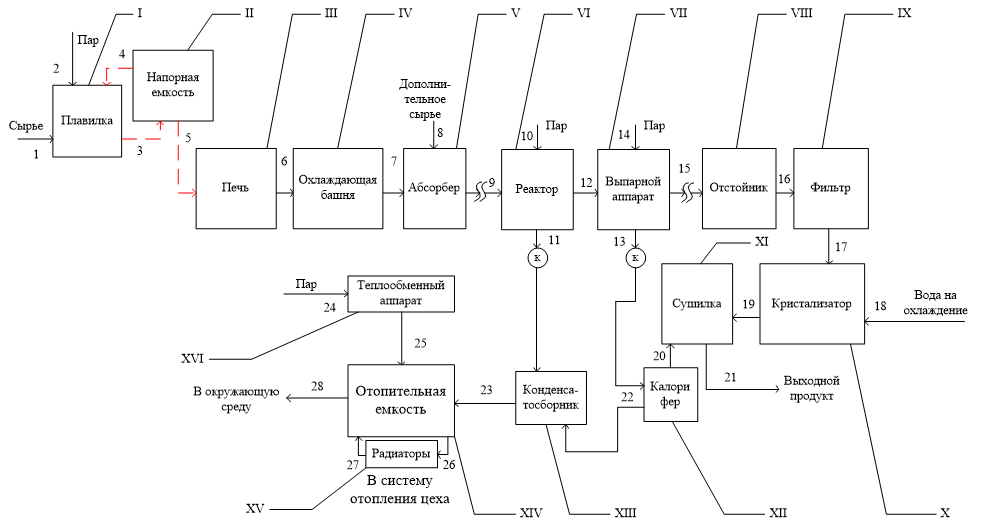 I
II
III
IV
V
VI
VII
VIII
IX
Пар
2
4
Напорная
емкость
Плавилка
Сырье
1
3
5
Дополни-
тельное
сырье
8
10
Пар
14
Пар
Печь
6
Охлаждающая
башня
7
Абсорбер
9
Реактор
12
Выпарной
аппарат
15
Отстойник
16
Фильтр
11
13
17
к
к
XI
Пар
24
Теплообменный
аппарат
Сушилка
19
Кристализатор
18
Вода на
охлаждение
XVI
25
20
21
Выходной
продукт
В окружающую
среду
28
Отопительная
емкость
23
Конденса-
тосборник
22
Калори
фер
27
Радиаторы
26
В систему
отопления цеха
XV
XIV
XIII
XII
X